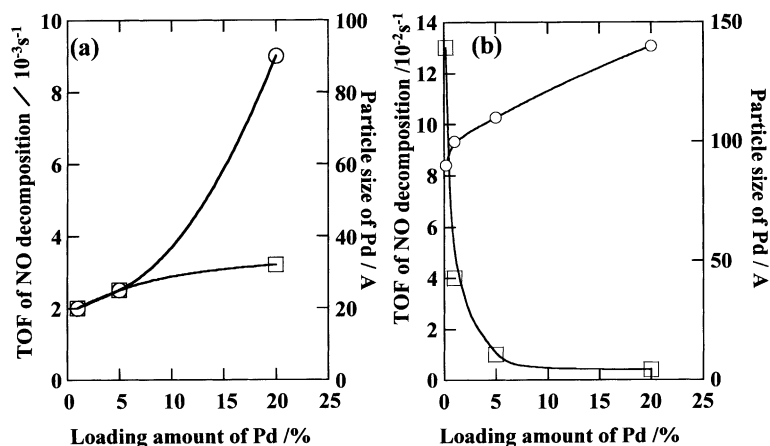 (a)
TOF of NO decomposition / 10⁻³s⁻¹
10
8
6
4
2
0
100
80
60
40
20
0
Particle size of Pd / A
0 5 10 15 20 25
Loading amount of Pd /%
(b)
TOF of NO decomposition /10⁻²s⁻¹
14
12
10
8
6
4
2
0
150
100
50
0
Particle size of Pd / A
0 5 10 15 20 25
Loading amount of Pd /%